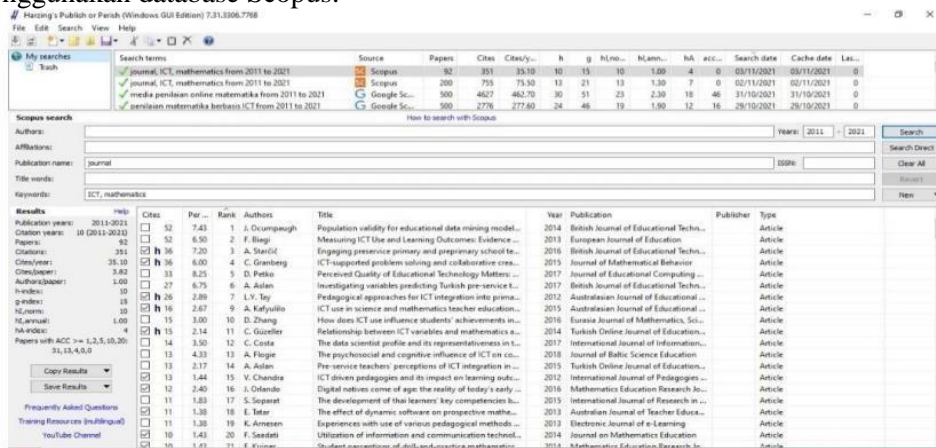 nggunakan database Scopus.
Harzing's Publish or Perish (Windows GUI Edition) 7.31.3306.7768
File Edit Search View Help
My searches
Trash
Search terms Source Papers Cites Cites/y... h g hI,no... hI,ann... hA acc... Search date Cache date Las...
journal, ICT, mathematics from 2011 to 2021 Scopus 92 351 35.10 10 15 10 1.00 4 0 03/11/2021 03/11/2021 0
journal, ICT, mathematics from 2011 to 2021 Scopus 200 755 75.50 13 21 13 1.30 7 0 02/11/2021 02/11/2021 0
media penilaian online matematika from 2011 to 2021 Google Sc... 500 4627 462.70 30 51 23 2.30 18 46 31/10/2021 31/10/2021 0
penilaian matematika berbasis ICT from 2011 to 2021 Google Sc... 500 2776 277.60 24 46 19 1.90 12 16 29/10/2021 29/10/2021 0
Scopus search How to search with Scopus
Authors: Years: 2011 - 2021 Search
Affiliations: Search Direct
Publication name: journal ISSN: Clear All
Title words: Revert
Keywords: ICT, mathematics New
Results Help
Publication years: 2011-2021
Citation years: 10 (2011-2021)
Papers: 92
Citations: 351
Cites/year: 35.10
Cites/paper: 3.82
Authors/paper: 1.00
h-index: 10
g-index: 15
hI,norm: 10
hI,annual: 1.00
hA-index: 4
Papers with ACC >= 1,2,5,10,20:
31,13,4,0,0
Copy Results
Save Results
Frequently Asked Questions
Training Resources (multilingual)
YouTube Channel
Cites Per ... Rank Authors Title Year Publication Publisher Type
52 7.43 1 J. Ocumpaugh Population validity for educational data mining model... 2014 British Journal of Educational Techn... Article
52 6.50 2 F. Biagi Measuring ICT Use and Learning Outcomes: Evidence ... 2013 European Journal of Education Article
h 36 7.20 3 A. Starčič Engaging preservice primary and preprimary school te... 2016 British Journal of Educational Techn... Article
h 36 6.00 4 C. Granberg ICT-supported problem solving and collaborative crea... 2015 Journal of Mathematical Behavior Article
33 8.25 5 D. Petko Perceived Quality of Educational Technology Matters: ... 2017 Journal of Educational Computing ... Article
27 6.75 6 A. Aslan Investigating variables predicting Turkish pre-service t... 2017 British Journal of Educational Techn... Article
h 26 2.89 7 L.Y. Tay Pedagogical approaches for ICT integration into prima... 2012 Australasian Journal of Educational ... Article
h 16 2.67 9 A. Kafyulilo ICT use in science and mathematics teacher education... 2015 Australasian Journal of Educational ... Article
15 3.00 10 D. Zhang How does ICT use influence students' achievements in... 2016 Eurasia Journal of Mathematics, Sci... Article
h 15 2.14 11 C. Güzeller Relationship between ICT variables and mathematics a... 2014 Turkish Online Journal of Education... Article
14 3.50 12 C. Costa The data scientist profile and its representativeness in t... 2017 International Journal of Information... Article
13 4.33 13 A. Flogie The psychosocial and cognitive influence of ICT on co... 2018 Journal of Baltic Science Education Article
13 2.17 14 A. Aslan Pre-service teachers' perceptions of ICT integration in ... 2015 Turkish Online Journal of Education... Article
13 1.44 15 V. Chandra ICT driven pedagogies and its impact on learning outc... 2012 International Journal of Pedagogies ... Article
12 2.40 16 J. Orlando Digital natives come of age: the reality of today's early ... 2016 Mathematics Education Research Jo... Article
11 1.83 17 S. Soparat The development of thai learners' key competencies b... 2015 International Journal of Research in ... Article
11 1.38 18 E. Tatar The effect of dynamic software on prospective mathe... 2013 Australian Journal of Teacher Educa... Article
11 1.38 19 K. Arnesen Experiences with use of various pedagogical methods ... 2013 Electronic Journal of e-Learning Article
10 1.43 20 F. Saadati Utilization of information and communication technol... 2014 Journal on Mathematics Education Article
10 1.43 21 E. Kuiper